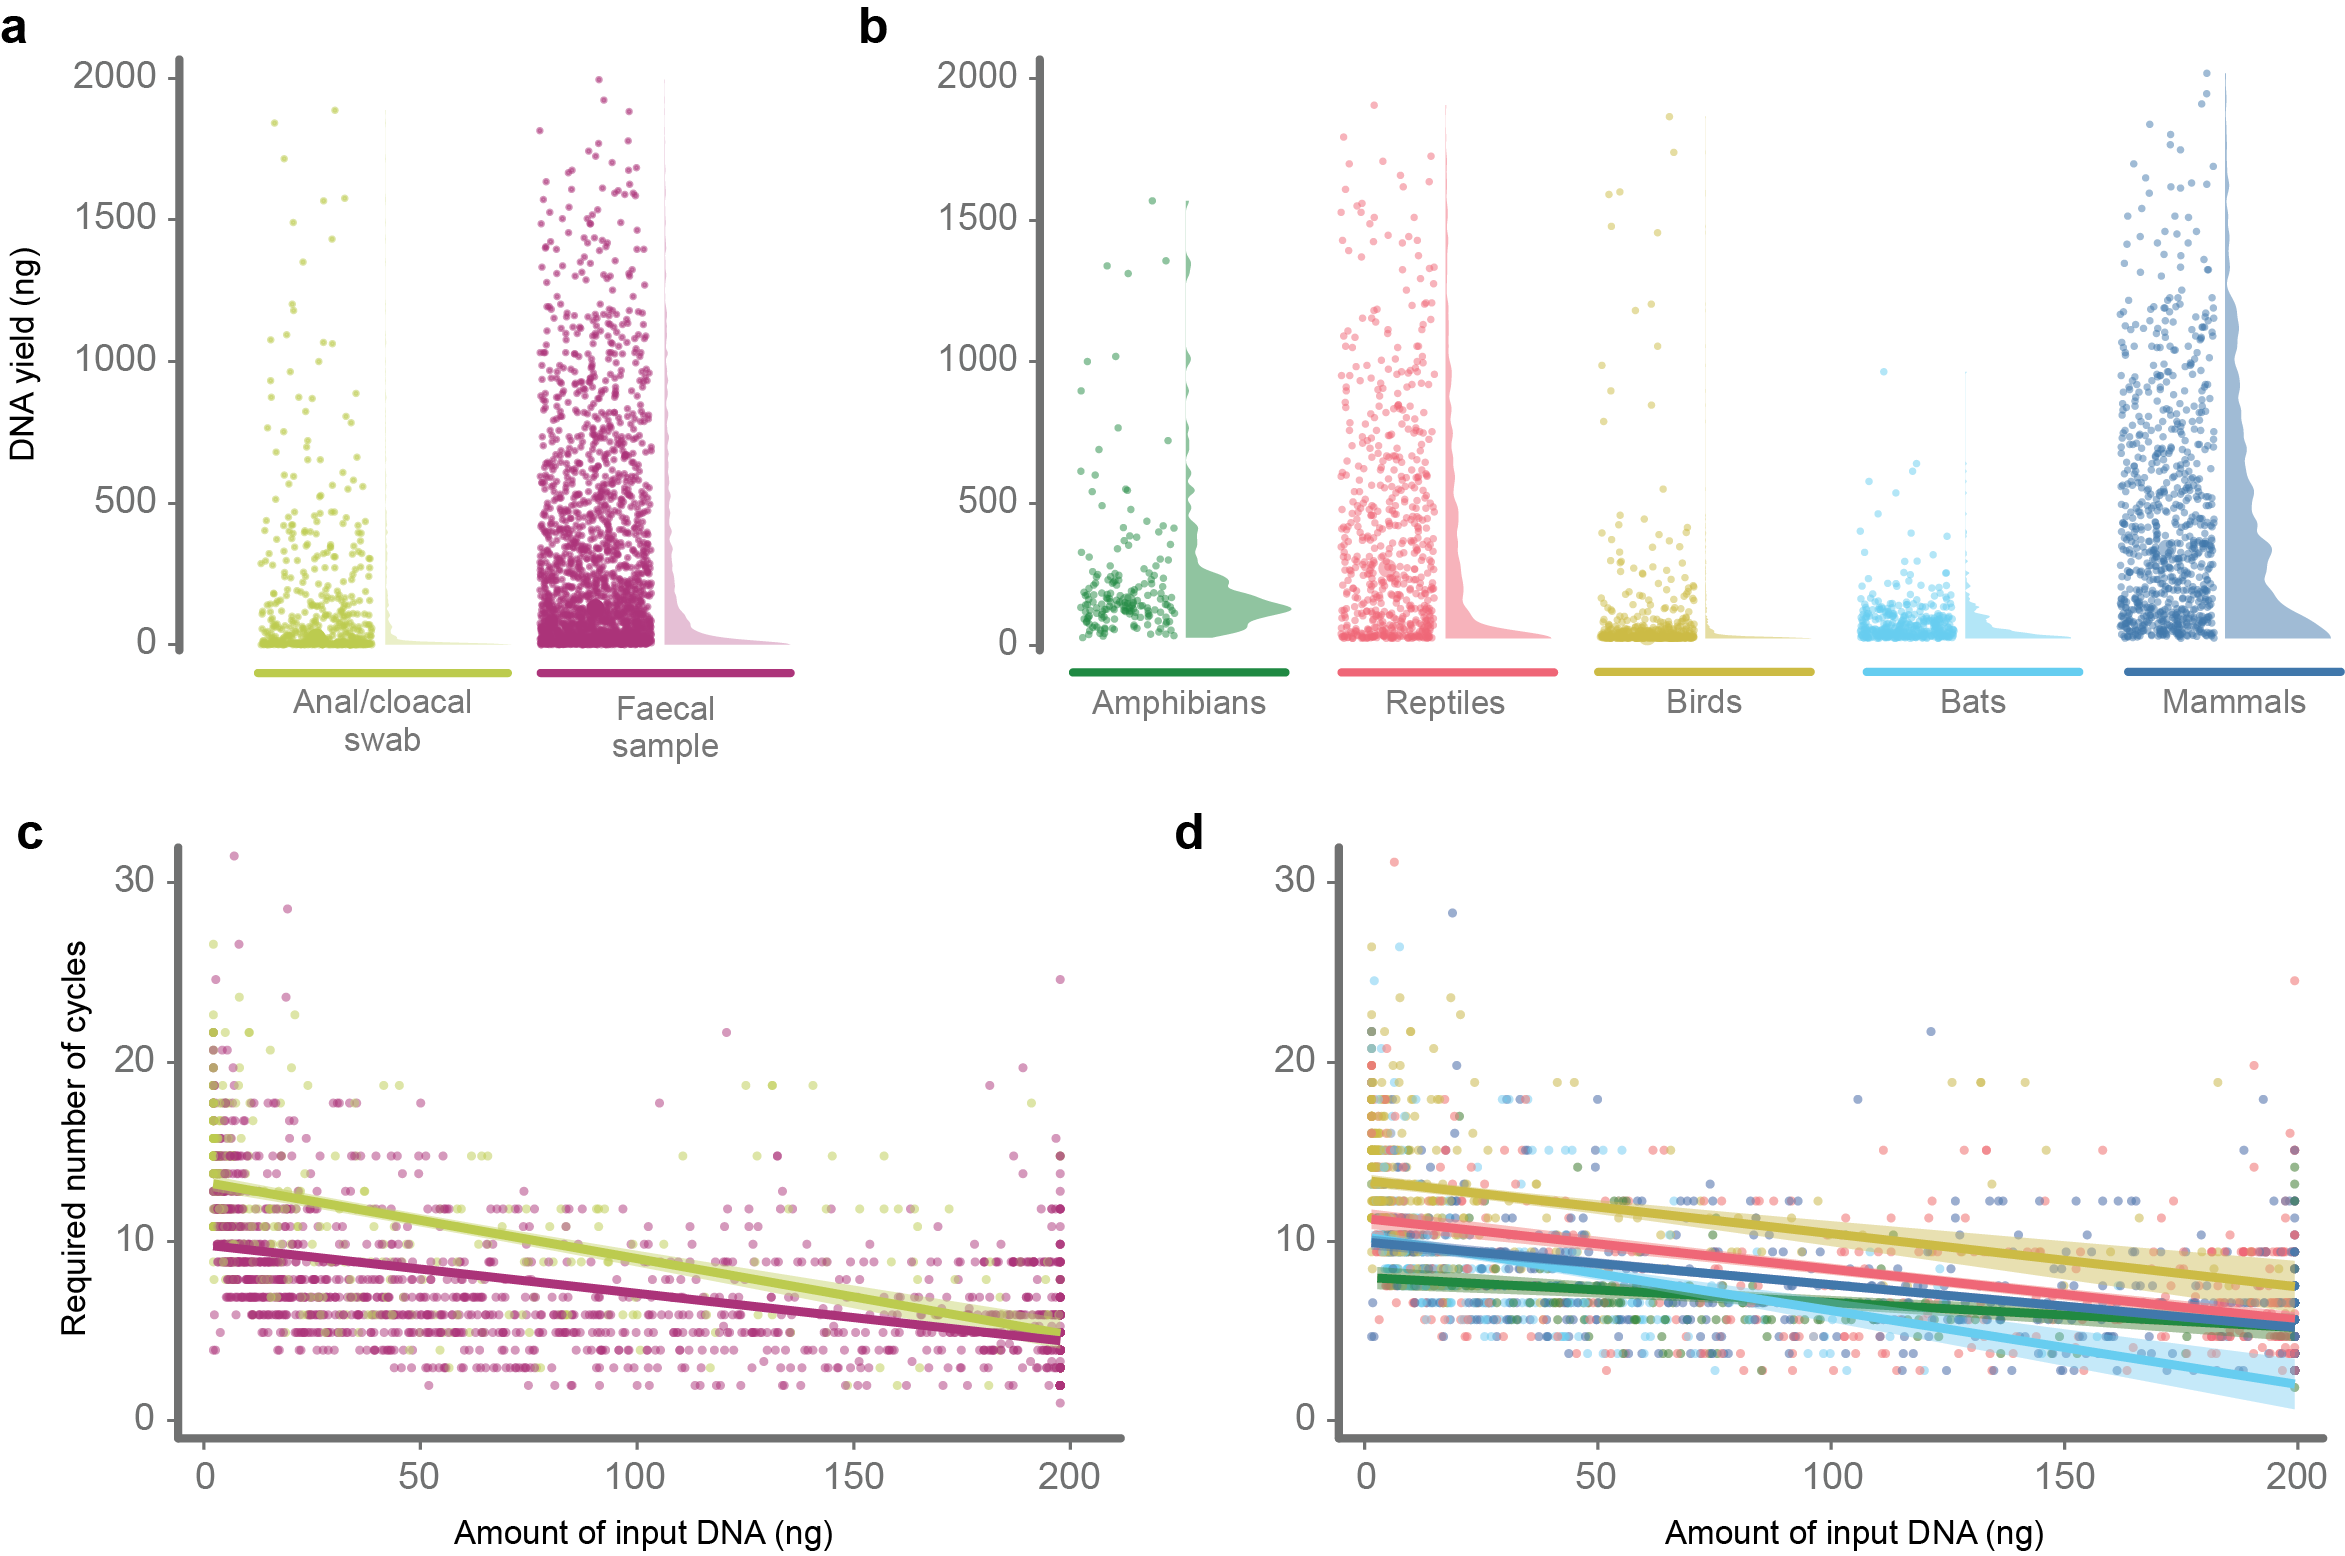 a
b
2000
1500
1000
500
0
DNA yield (ng)
Anal/cloacal
swab
Faecal
sample
2000
1500
1000
500
0
Amphibians
Reptiles
Birds
Bats
Mammals
c
d
30
20
10
0
Required number of cycles
0
50
100
150
200
Amount of input DNA (ng)
30
20
10
0
0
50
100
150
200
Amount of input DNA (ng)